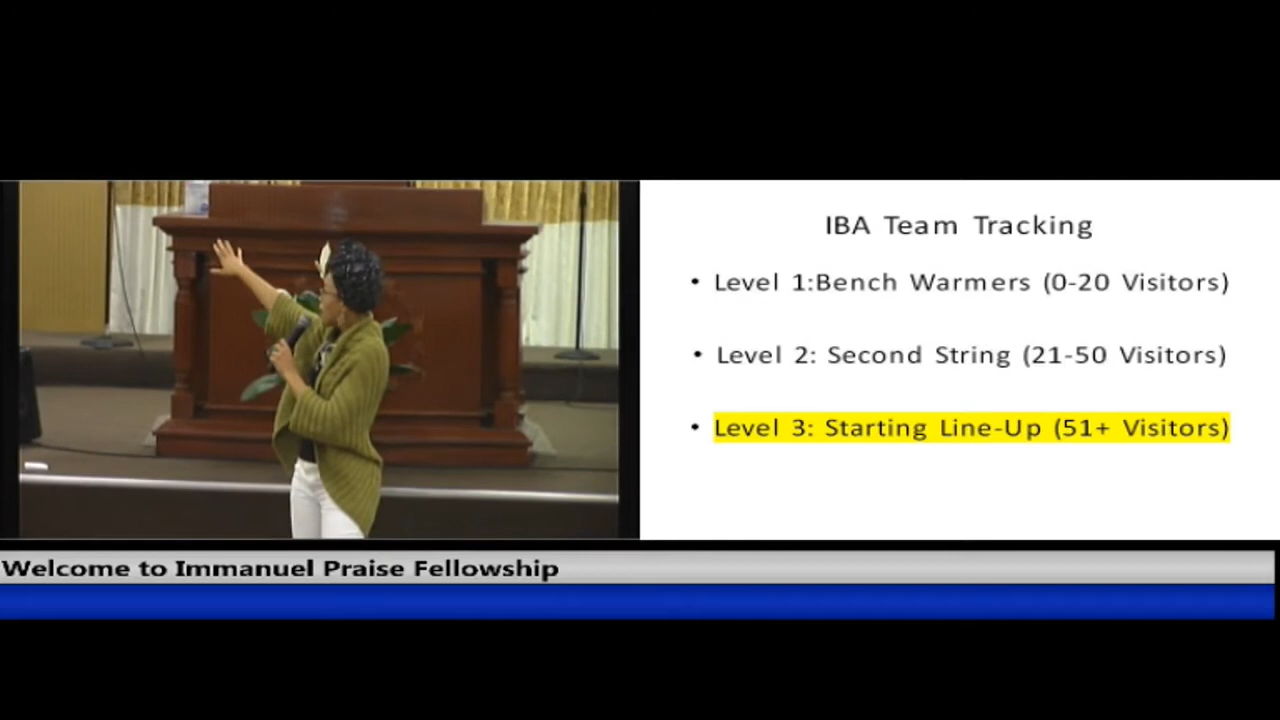 IBA Team Tracking
• Level 1:Bench Warmers (0-20 Visitors)
• Level 2: Second String (21-50 Visitors)
• Level 3: Starting Line-Up (51+ Visitors)
Welcome to Immanuel Praise Fellowship